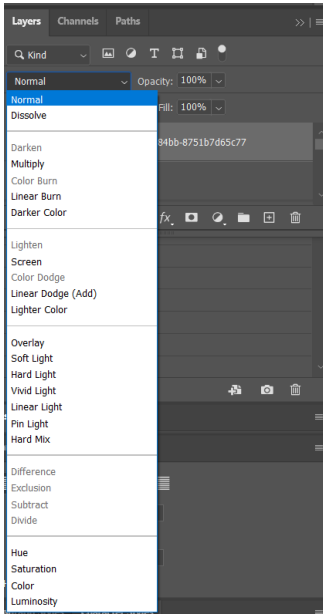 Layers Channels Paths
Kind
Normal Opacity: 100%
Normal Fill: 100%
Dissolve
Darken 84bb-8751b7d65c77
Multiply
Color Burn
Linear Burn
Darker Color fx
Lighten
Screen
Color Dodge
Linear Dodge (Add)
Lighter Color
Overlay
Soft Light
Hard Light
Vivid Light
Linear Light
Pin Light
Hard Mix
Difference
Exclusion
Subtract
Divide
Hue
Saturation
Color
Luminosity